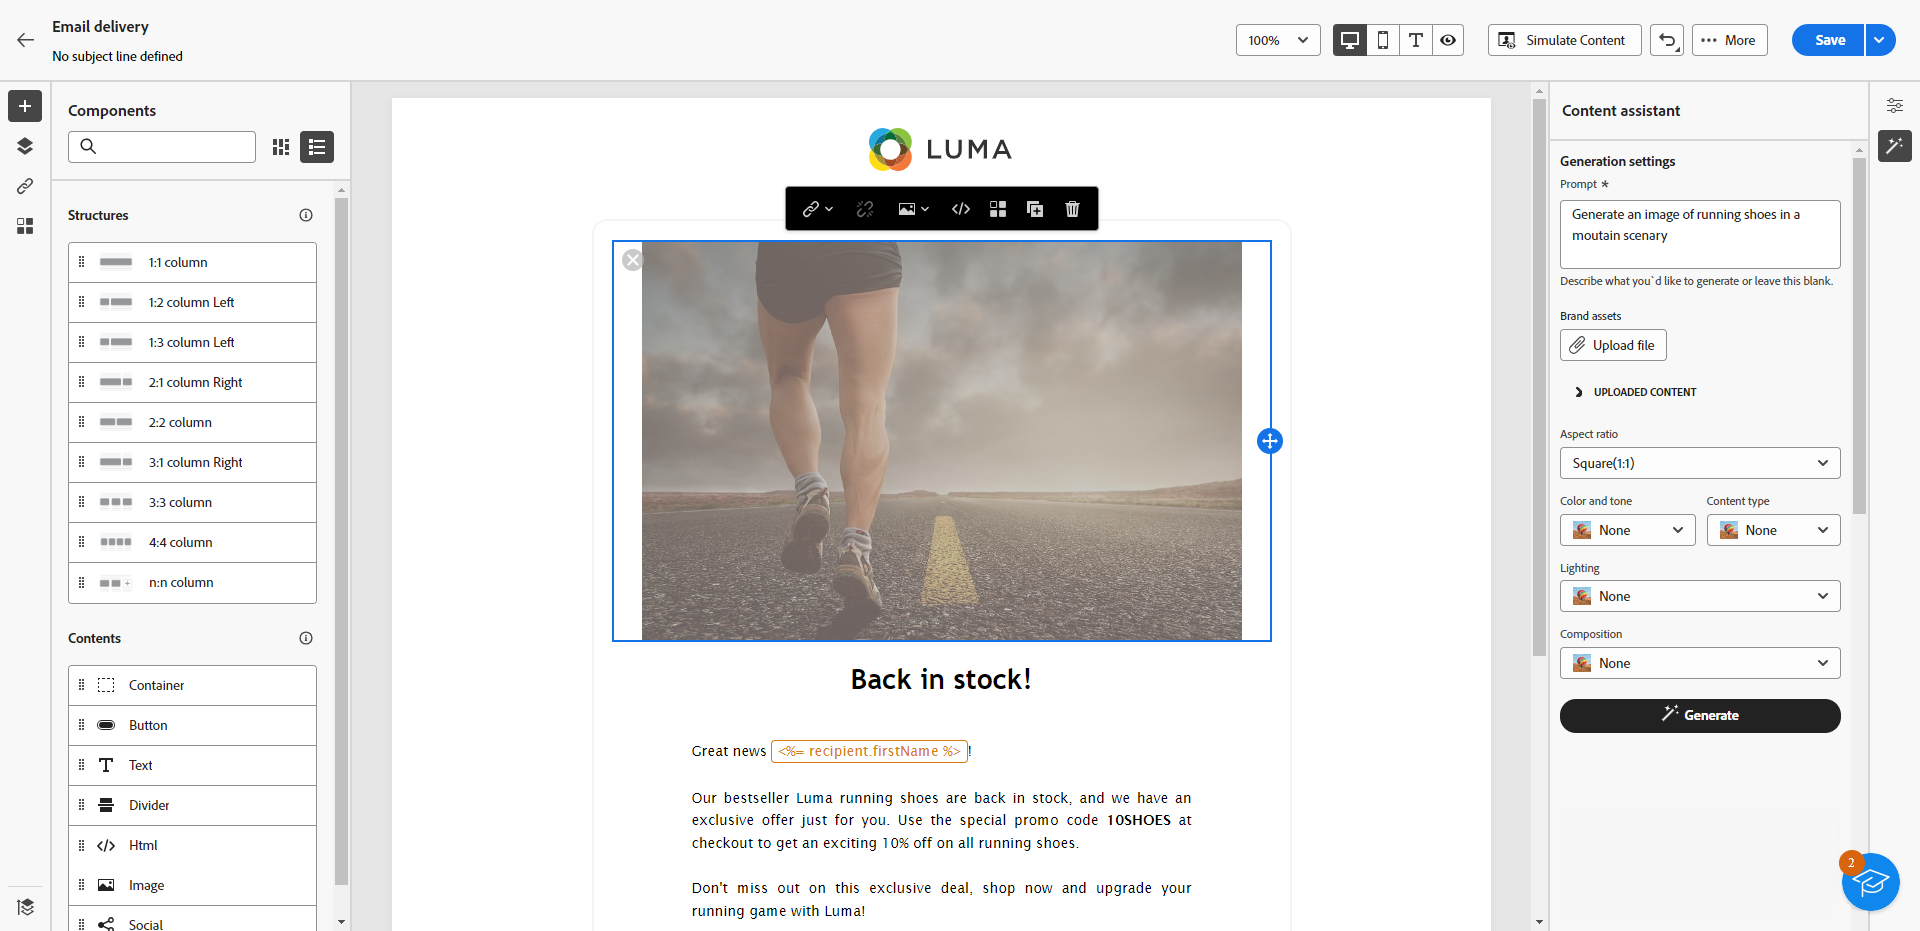 Email delivery
No subject line defined
100%
Simulate Content
More
Save
Components
Structures
1:1 column
1:2 column Left
1:3 column Left
2:1 column Right
2:2 column
3:1 column Right
3:3 column
4:4 column
n:n column
Contents
Container
Button
Text
Divider
Html
Image
Social
LUMA
Back in stock!
Great news <%= recipient.firstName %>!
Our bestseller Luma running shoes are back in stock, and we have an
exclusive offer just for you. Use the special promo code 10SHOES at
checkout to get an exciting 10% off on all running shoes.
Don't miss out on this exclusive deal, shop now and upgrade your
running game with Luma!
Content assistant
Generation settings
Prompt *
Generate an image of running shoes in a
moutain scenary
Describe what you`d like to generate or leave this blank.
Brand assets
Upload file
UPLOADED CONTENT
Aspect ratio
Square(1:1)
Color and tone
Content type
None
None
Lighting
None
Composition
None
Generate
2